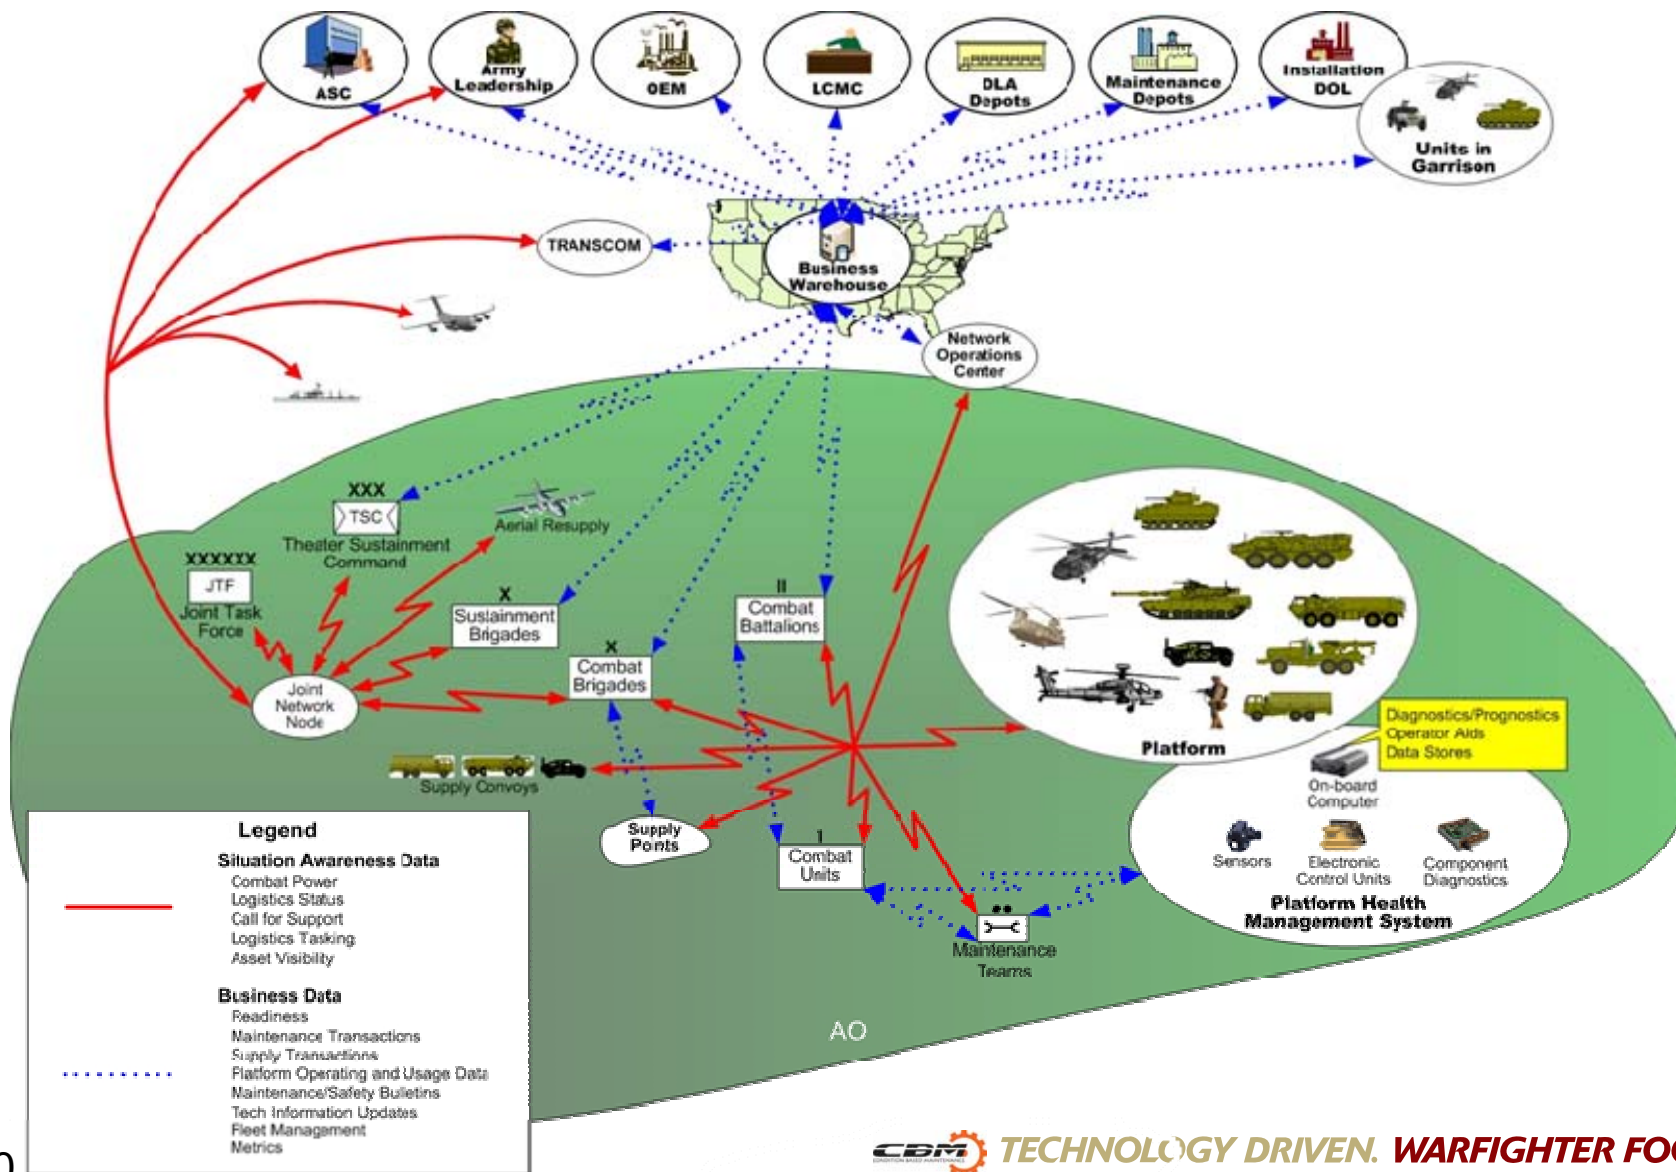 ASC
Army
Leadership
OEM
LCMC
DLA
Depots
Maintenance
Depots
Installation
DOL
Units in
Garrison
TRANSCOM
Business
Warehouse
Network
Operations
Center
XXX
TSC
Theater Sustainment
Command
Aerial Resupply
XXXXXX
JTF
Joint Task
Force
X
Sustainment
Brigades
X
Combat
Brigades
II
Combat
Battalions
Joint
Network
Node
Supply Convoys
Supply
Points
I
Combat
Units
Maintenance
Teams
Platform
Diagnostics/Prognostics
Operator Aids
Data Stores
On-board
Computer
Sensors
Electronic
Control Units
Component
Diagnostics
Platform Health
Management System
AO
Legend
Situation Awareness Data
Combat Power
Logistics Status
Call for Support
Logistics Tasking
Asset Visibility
Business Data
Readiness
Maintenance Transactions
Supply Transactions
Platform Operating and Usage Data
Maintenance/Safety Bulletins
Tech Information Updates
Fleet Management
Metrics
CBM
CONDITION BASED MAINTENANCE
TECHNOLOGY DRIVEN. WARFIGHTER FO